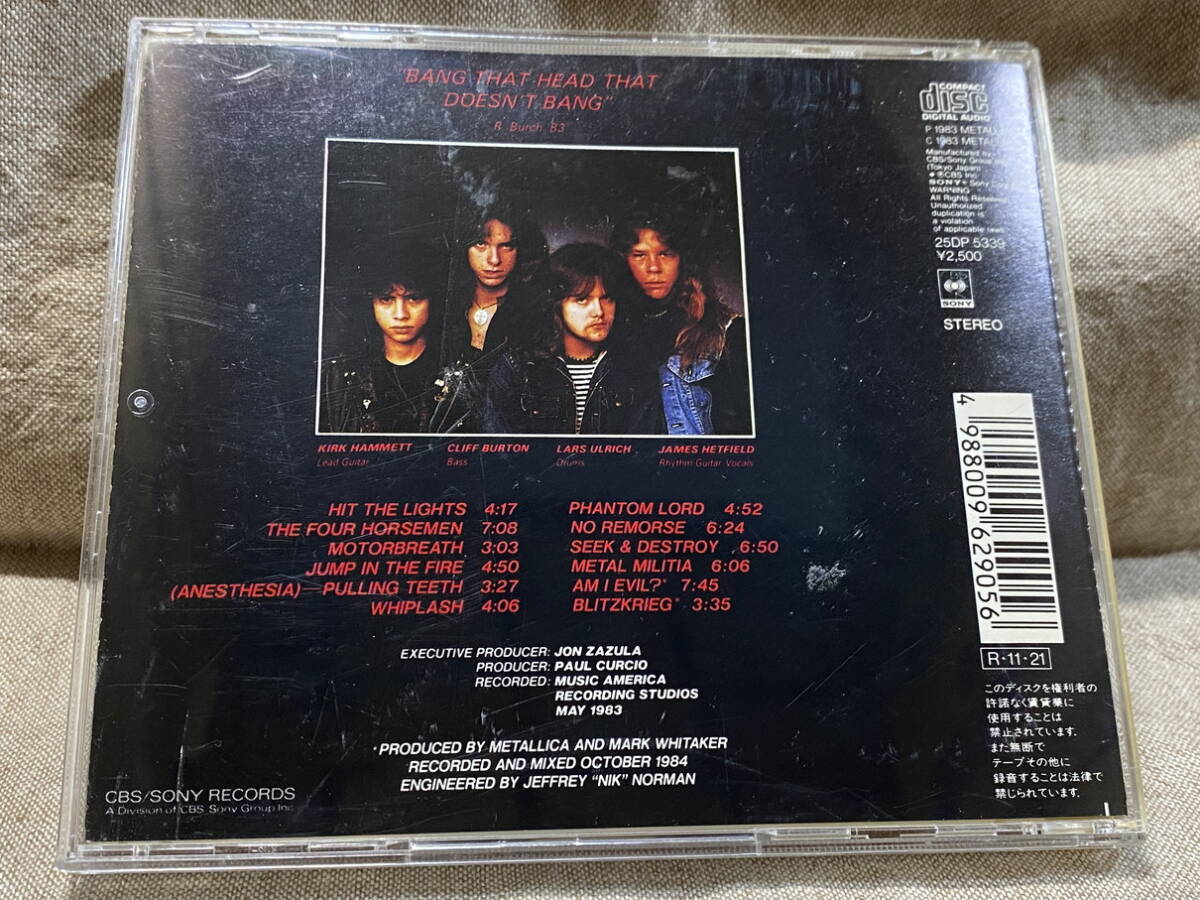 "BANG THAT HEAD THAT
DOESN'T BANG"
R. Burch 83
KIRK HAMMETT
Lead Guitar
CLIFF BURTON
Bass
LARS ULRICH
Drums
JAMES HETFIELD
Rhythm Guitar Vocals
HIT THE LIGHTS 4:17
THE FOUR HORSEMEN 7:08
MOTORBREATH 3:03
JUMP IN THE FIRE 4:50
(ANESTHESIA)—PULLING TEETH 3:27
WHIPLASH 4:06
PHANTOM LORD 4:52
NO REMORSE 6:24
SEEK & DESTROY 6:50
METAL MILITIA 6:06
AM I EVIL?* 7:45
BLITZKRIEG* 3:35
EXECUTIVE PRODUCER: JON ZAZULA
PRODUCER: PAUL CURCIO
RECORDED: MUSIC AMERICA
RECORDING STUDIOS
MAY 1983
*PRODUCED BY METALLICA AND MARK WHITAKER
RECORDED AND MIXED OCTOBER 1984
ENGINEERED BY JEFFREY "NIK" NORMAN
CBS/SONY RECORDS
A Division of CBS Sony Group Inc.
COMPACT
disc
DIGITAL AUDIO
P 1983
C 1983
Manufactured by
CBS/Sony Group
(Tokyo Japan)
CBS Inc
SONY Sony
WARNING
All Rights Reserved
Unauthorized
duplication is
a violation
of applicable laws
25DP 5339
¥2,500
SONY
STEREO
4 988009 629056
R-11・21
このディスクを権利者の
許諾なく賃貸業に
使用することは
禁止されています.
また無断で
テープその他に
録音することは法律で
禁じられています.